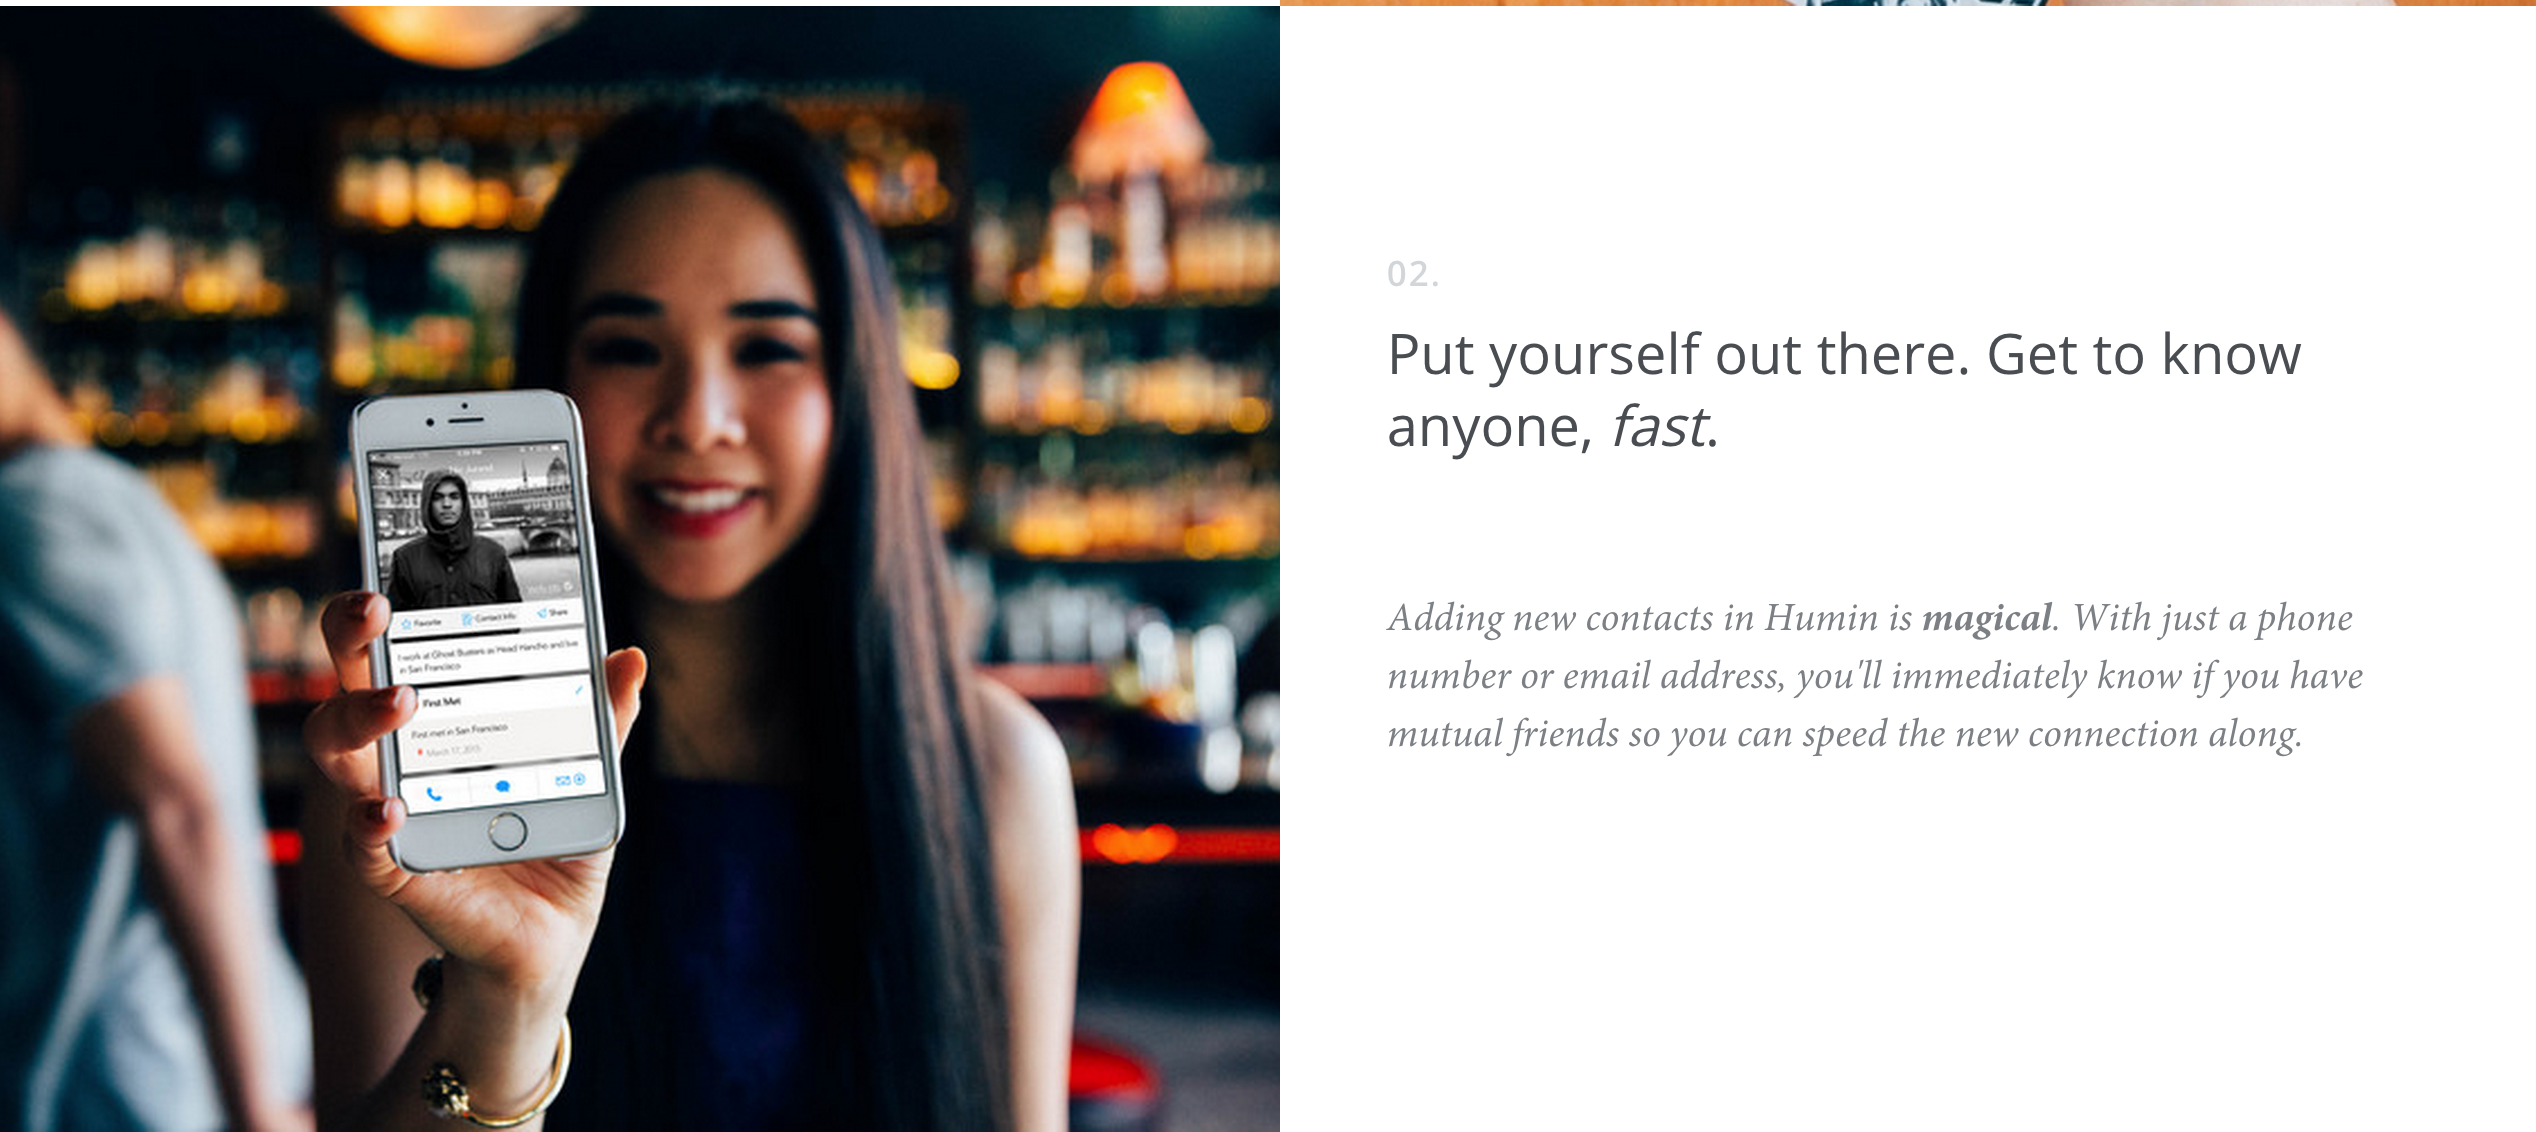 02.
Put yourself out there. Get to know
anyone, fast.
Adding new contacts in Humin is magical. With just a phone
number or email address, you'll immediately know if you have
mutual friends so you can speed the new connection along.
Favorite Contact Info Share
I work at Ghost Busters as Head Honcho and live
in San Francisco
First Met
First met in San Francisco
March 17, 2015